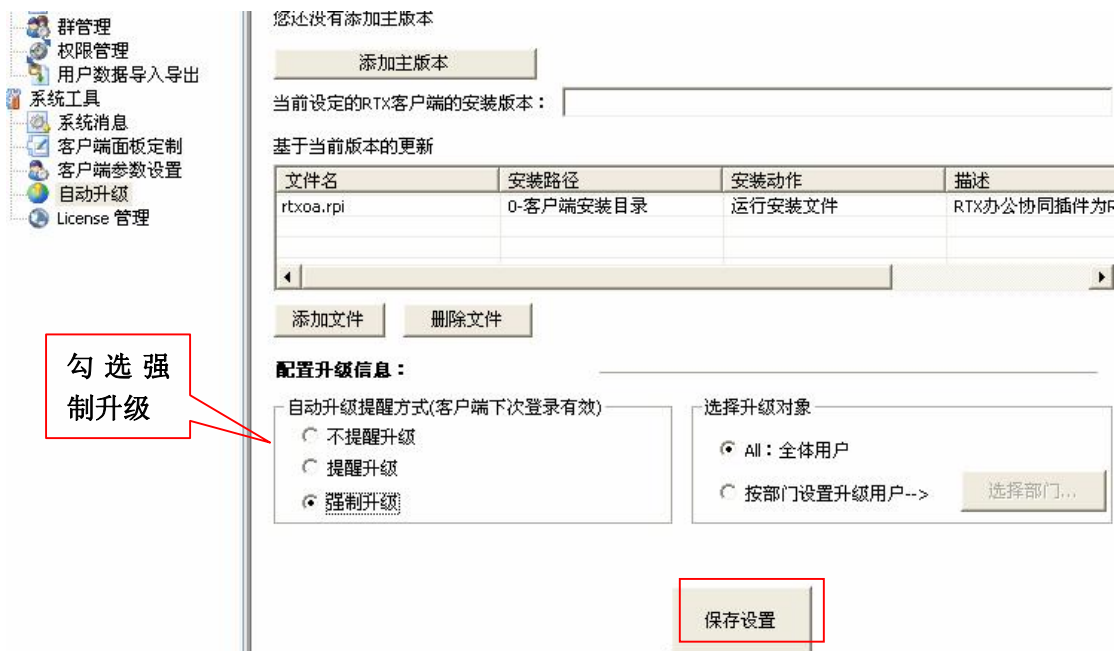 群管理
权限管理
用户数据导入导出
系统工具
系统消息
客户端面板定制
客户端参数设置
自动升级
License 管理
您还没有添加主版本
添加主版本
当前设定的RTX客户端的安装版本：
基于当前版本的更新
文件名 安装路径 安装动作 描述
rtxoa.rpi 0-客户端安装目录 运行安装文件 RTX办公协同插件为R
添加文件 删除文件
勾选强
制升级
配置升级信息：
自动升级提醒方式(客户端下次登录有效) 选择升级对象
不提醒升级
提醒升级
强制升级
All：全体用户
按部门设置升级用户--> 选择部门...
保存设置